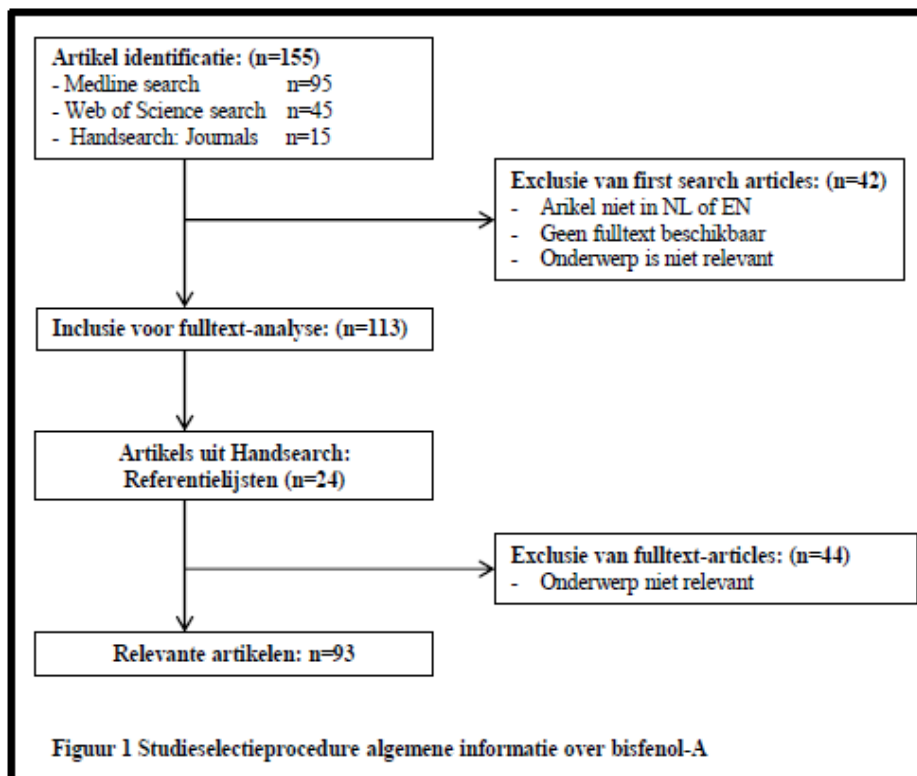 Artikel identificatie: (n=155)
- Medline search n=95
- Web of Science search n=45
- Handsearch: Journals n=15
Exclusie van first search articles: (n=42)
- Arikel niet in NL of EN
- Geen fulltext beschikbaar
- Onderwerp is niet relevant
Inclusie voor fulltext-analyse: (n=113)
Artikels uit Handsearch:
Referentielijsten (n=24)
Exclusie van fulltext-articles: (n=44)
- Onderwerp niet relevant
Relevante artikelen: n=93
Figuur 1 Studieselectieprocedure algemene informatie over bisfenol-A